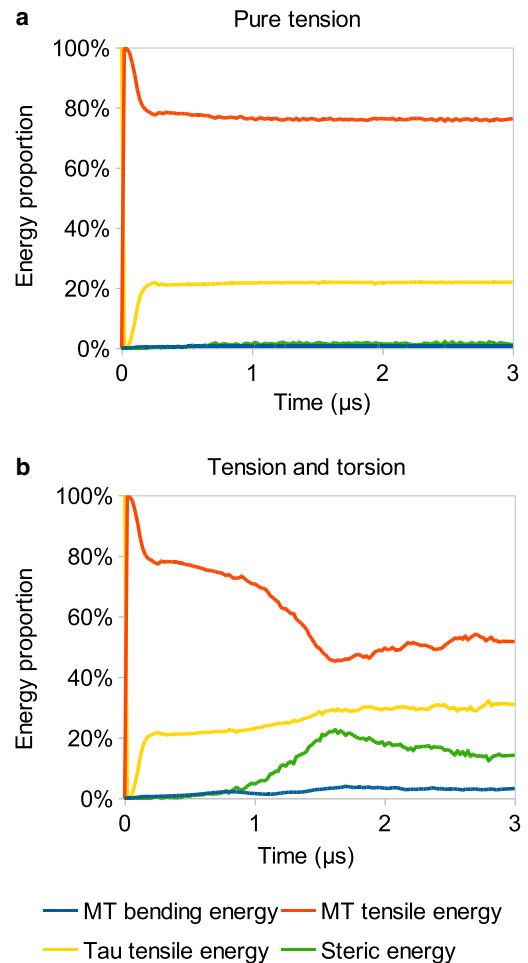 a
Pure tension
100%
80%
60%
40%
20%
0%
Energy proportion
0 1 2 3
Time (µs)
b
Tension and torsion
100%
80%
60%
40%
20%
0%
Energy proportion
0 1 2 3
Time (µs)
MT bending energy MT tensile energy
Tau tensile energy Steric energy